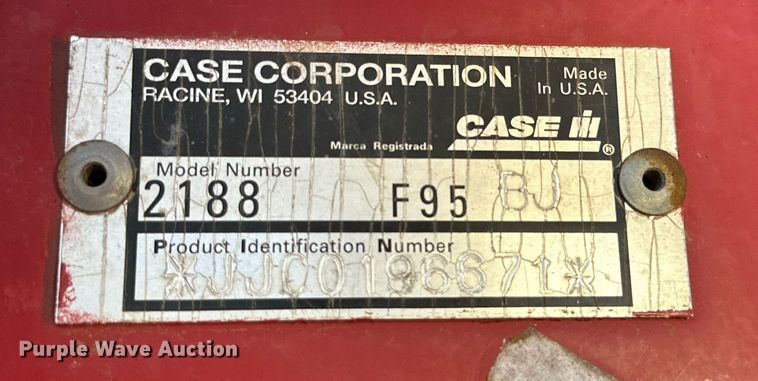 CASE CORPORATION
RACINE, WI 53404 U.S.A.
Made
In U.S.A.
CASE IH
®
Marca Registrada
Model Number
2188 F95 BJ
Product Identification Number
*JJC0196671*
Purple Wave Auction